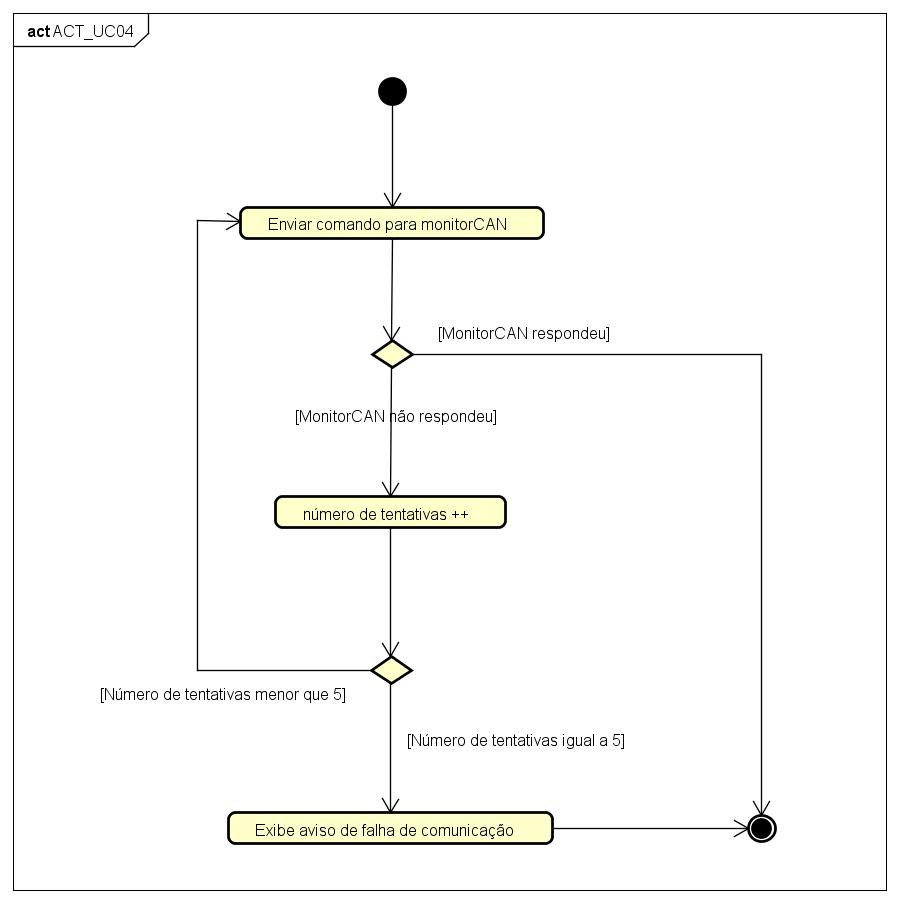 act ACT_UC04
Enviar comando para monitorCAN
[MonitorCAN respondeu]
[MonitorCAN não respondeu]
número de tentativas ++
[Número de tentativas menor que 5]
[Número de tentativas igual a 5]
Exibe aviso de falha de comunicação